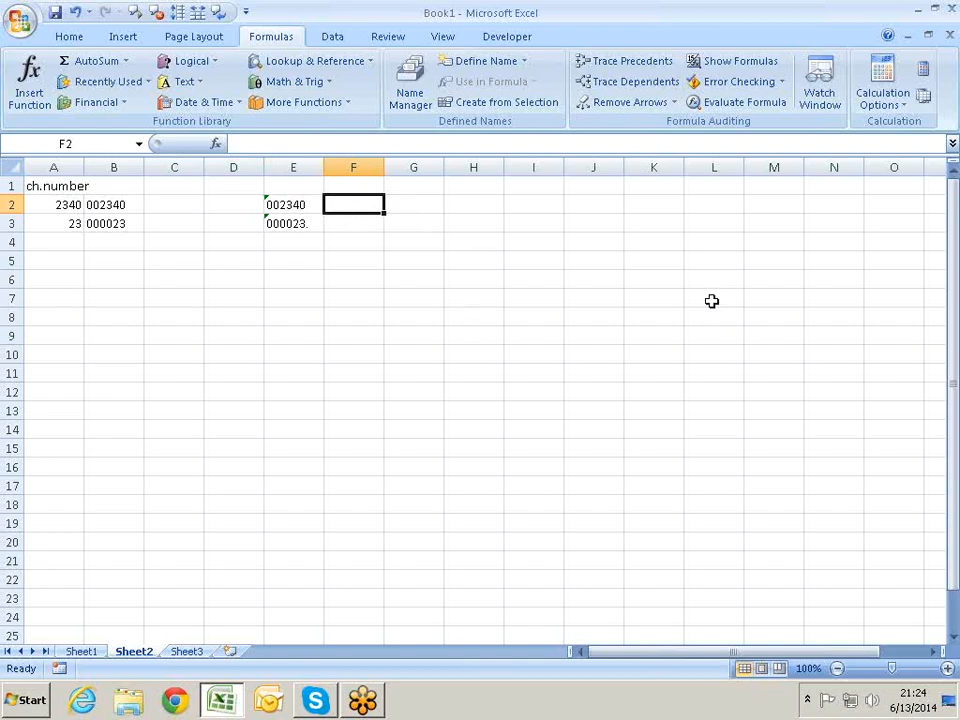 Book1 - Microsoft Excel
Home Insert Page Layout Formulas Data Review View Developer
Insert Function
AutoSum
Recently Used
Financial
Logical
Text
Date & Time
Lookup & Reference
Math & Trig
More Functions
Function Library
Name Manager
Define Name
Use in Formula
Create from Selection
Defined Names
Trace Precedents
Trace Dependents
Remove Arrows
Show Formulas
Error Checking
Evaluate Formula
Formula Auditing
Watch Window
Calculation Options
Calculation
F2 fx
A B C D E F G H I J K L M N O
1 ch.number
2 2340 002340 002340
3 23 000023 000023.
4
5
6
7
8
9
10
11
12
13
14
15
16
17
18
19
20
21
22
23
24
25
Sheet1 Sheet2 Sheet3
Ready 100%
Start 21:24
6/13/2014